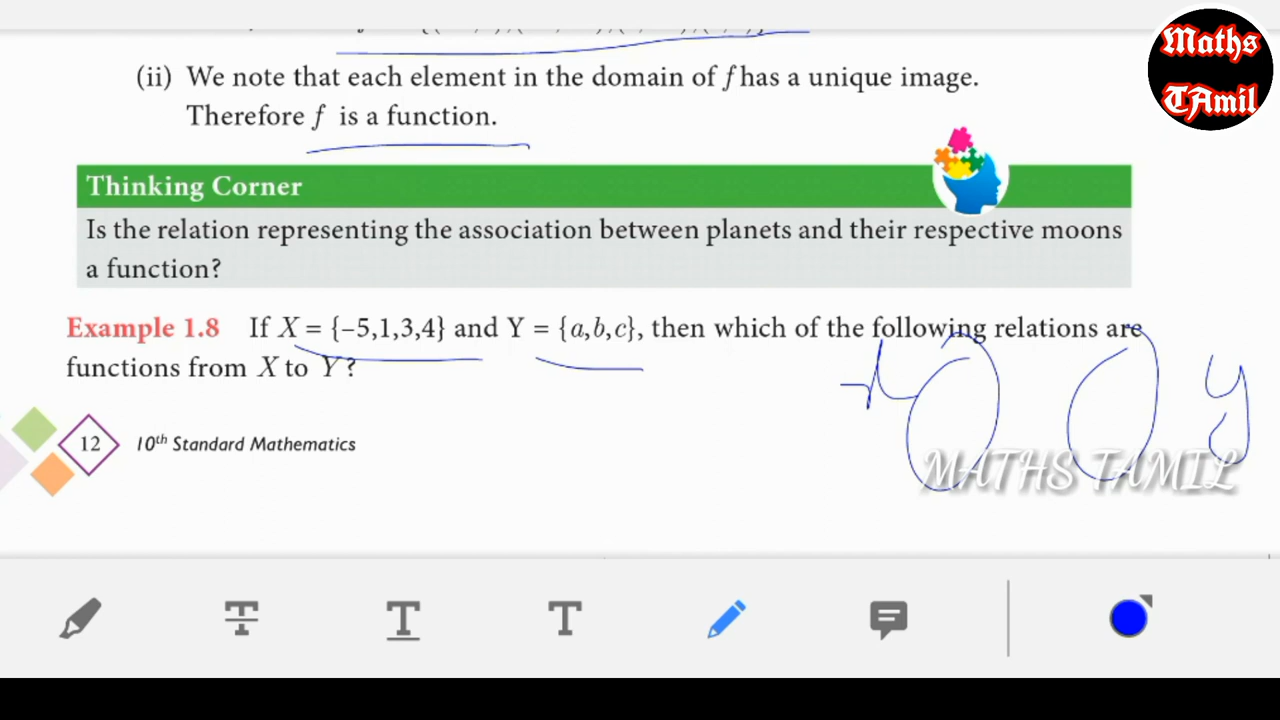 (ii) We note that each element in the domain of f has a unique image.
Therefore f is a function.
Thinking Corner
Is the relation representing the association between planets and their respective moons
a function?
Example 1.8 If X = {–5,1,3,4} and Y = {a,b,c}, then which of the following relations are
functions from X to Y ?
x y
12 10th Standard Mathematics
MATHS TAMIL
Maths
TAmil
T T T